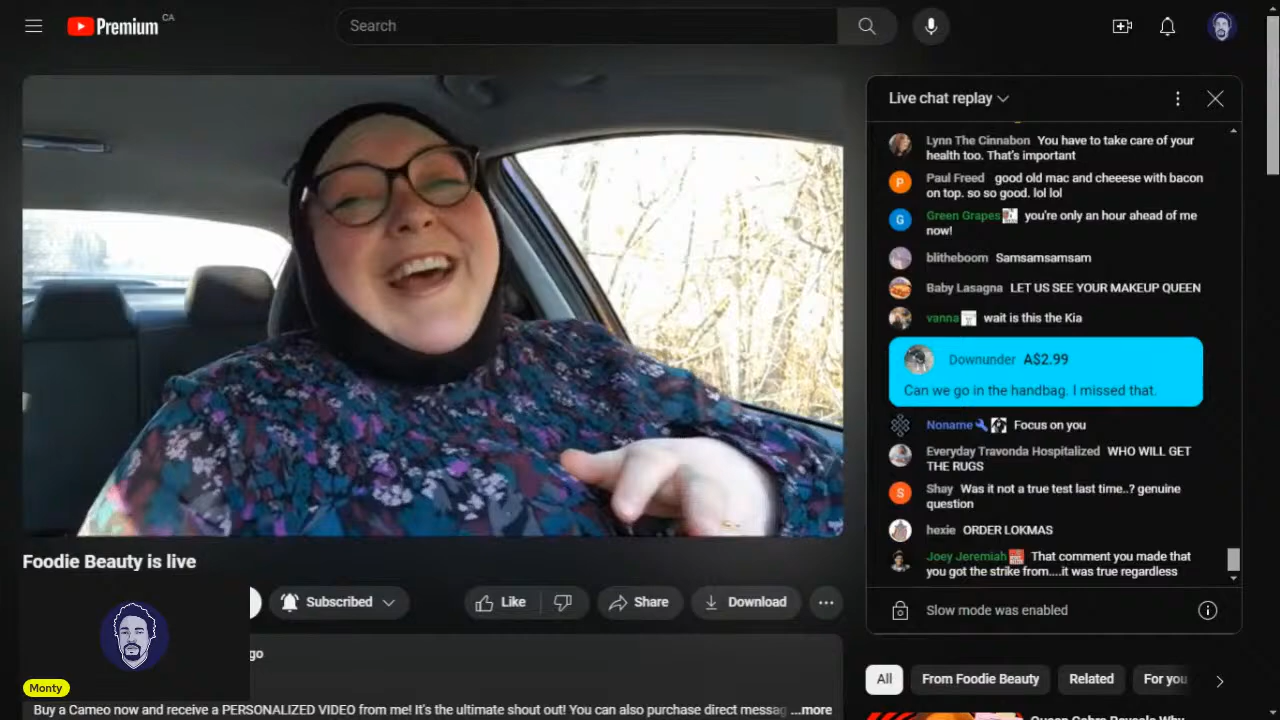 Premium CA
Search
Live chat replay
Lynn The Cinnabon You have to take care of your
health too. That's important
P Paul Freed good old mac and cheeese with bacon
on top. so so good. lol lol
G Green Grapes you're only an hour ahead of me
now!
blitheboom Samsamsamsam
Baby Lasagna LET US SEE YOUR MAKEUP QUEEN
vanna wait is this the Kia
Downunder A$2.99
Can we go in the handbag. I missed that.
Noname Focus on you
Everyday Travonda Hospitalized WHO WILL GET
THE RUGS
S Shay Was it not a true test last time..? genuine
question
hexie ORDER LOKMAS
Joey Jeremiah That comment you made that
you got the strike from....it was true regardless
Slow mode was enabled
Foodie Beauty is live
Subscribed
Like
Share
Download
go
Monty
Buy a Cameo now and receive a PERSONALIZED VIDEO from me! It's the ultimate shout out! You can also purchase direct messag ...more
All
From Foodie Beauty
Related
For you